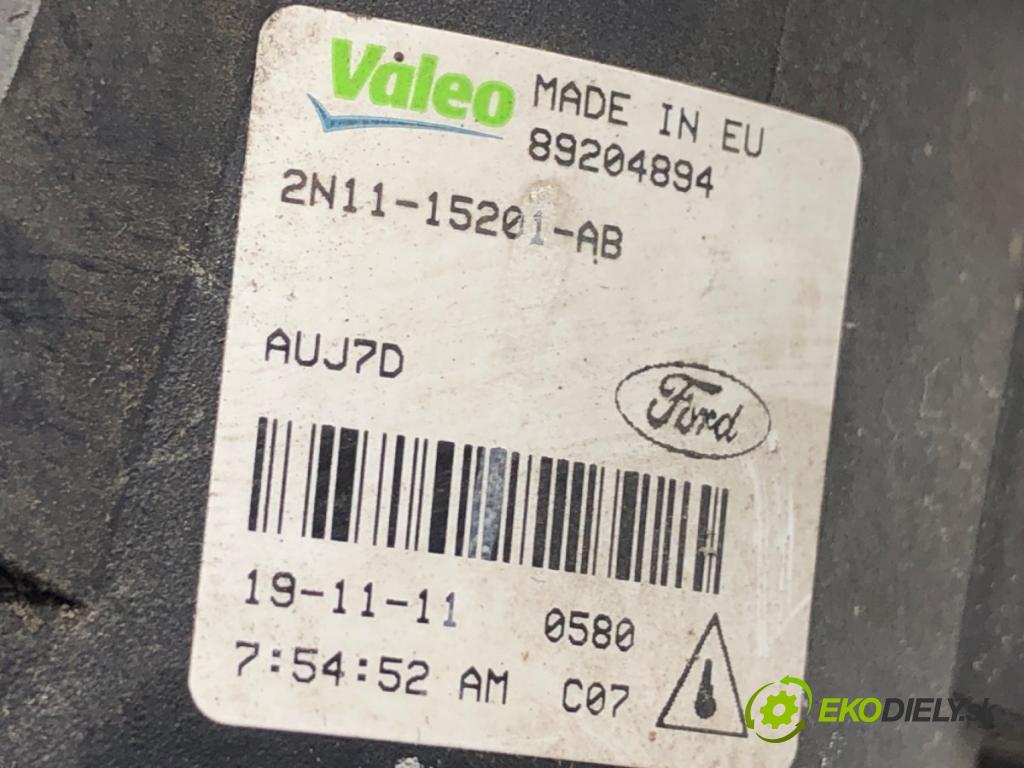 Valeo
MADE IN EU
89204894
2N11-15201-AB
AUJ7D
Ford
19-11-11
0580
7:54:52 AM
C07
EKODIELY.sk